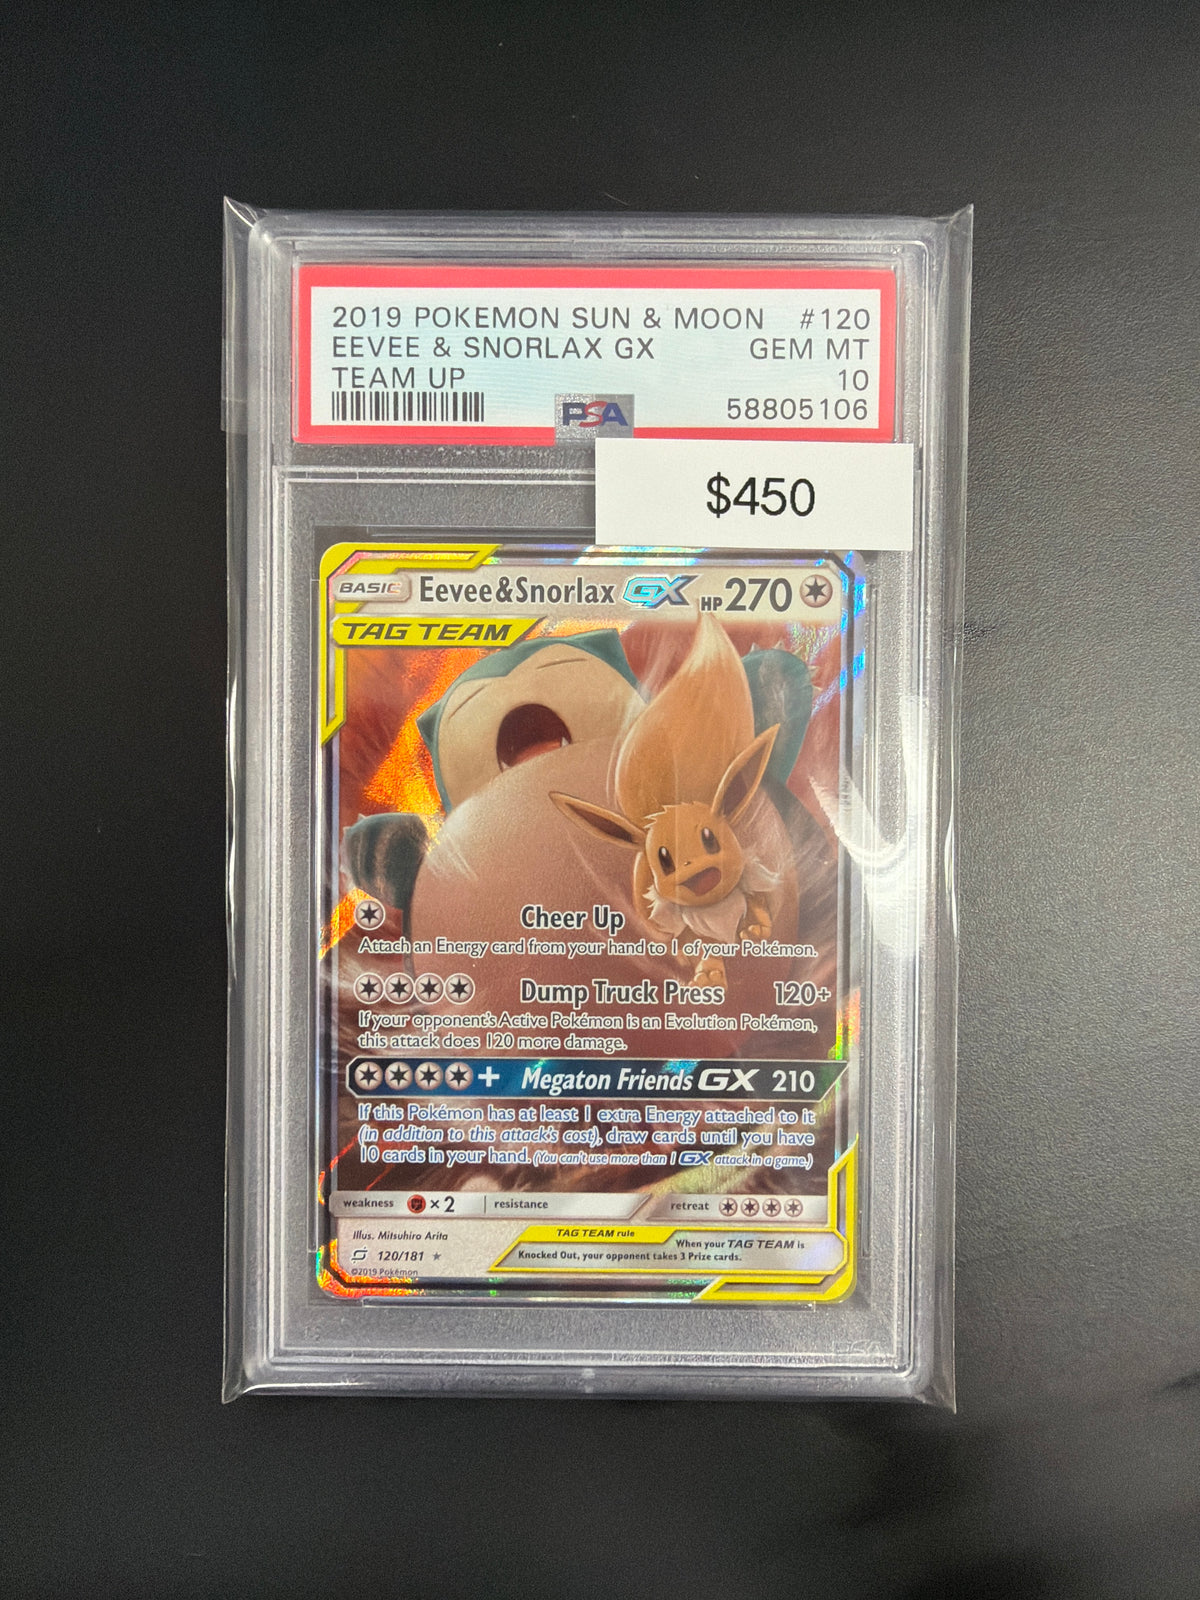 2019 POKEMON SUN & MOON #120
EEVEE & SNORLAX GX GEM MT
TEAM UP 10
PSA 58805106
$450
BASIC Eevee&Snorlax GX HP270
TAG TEAM
Cheer Up
Attach an Energy card from your hand to 1 of your Pokémon.
Dump Truck Press 120+
If your opponent's Active Pokémon is an Evolution Pokémon,
this attack does 120 more damage.
+ Megaton Friends GX 210
If this Pokémon has at least 1 extra Energy attached to it
(in addition to this attack's cost), draw cards until you have
10 cards in your hand. (You can't use more than 1 GX attack in a game.)
weakness ×2 resistance retreat
Illus. Mitsuhiro Arita
120/181
©2019 Pokémon
TAG TEAM rule
When your TAG TEAM is
Knocked Out, your opponent takes 3 Prize cards.